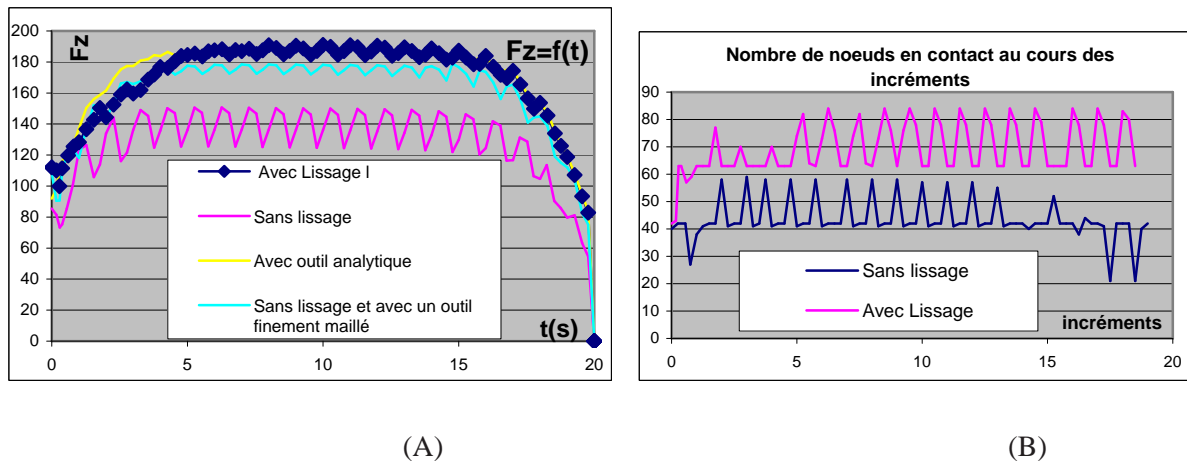 Fz
Fz=f(t)
200
180
160
140
120
100
80
60
40
20
0
0
5
10
15
20
t(s)
Avec Lissage I
Sans lissage
Avec outil analytique
Sans lissage et avec un outil
finement maillé
(A)
Nombre de noeuds en contact au cours des
incréments
90
80
70
60
50
40
30
20
10
0
0
5
10
15
20
Sans lissage
Avec Lissage
incréments
(B)